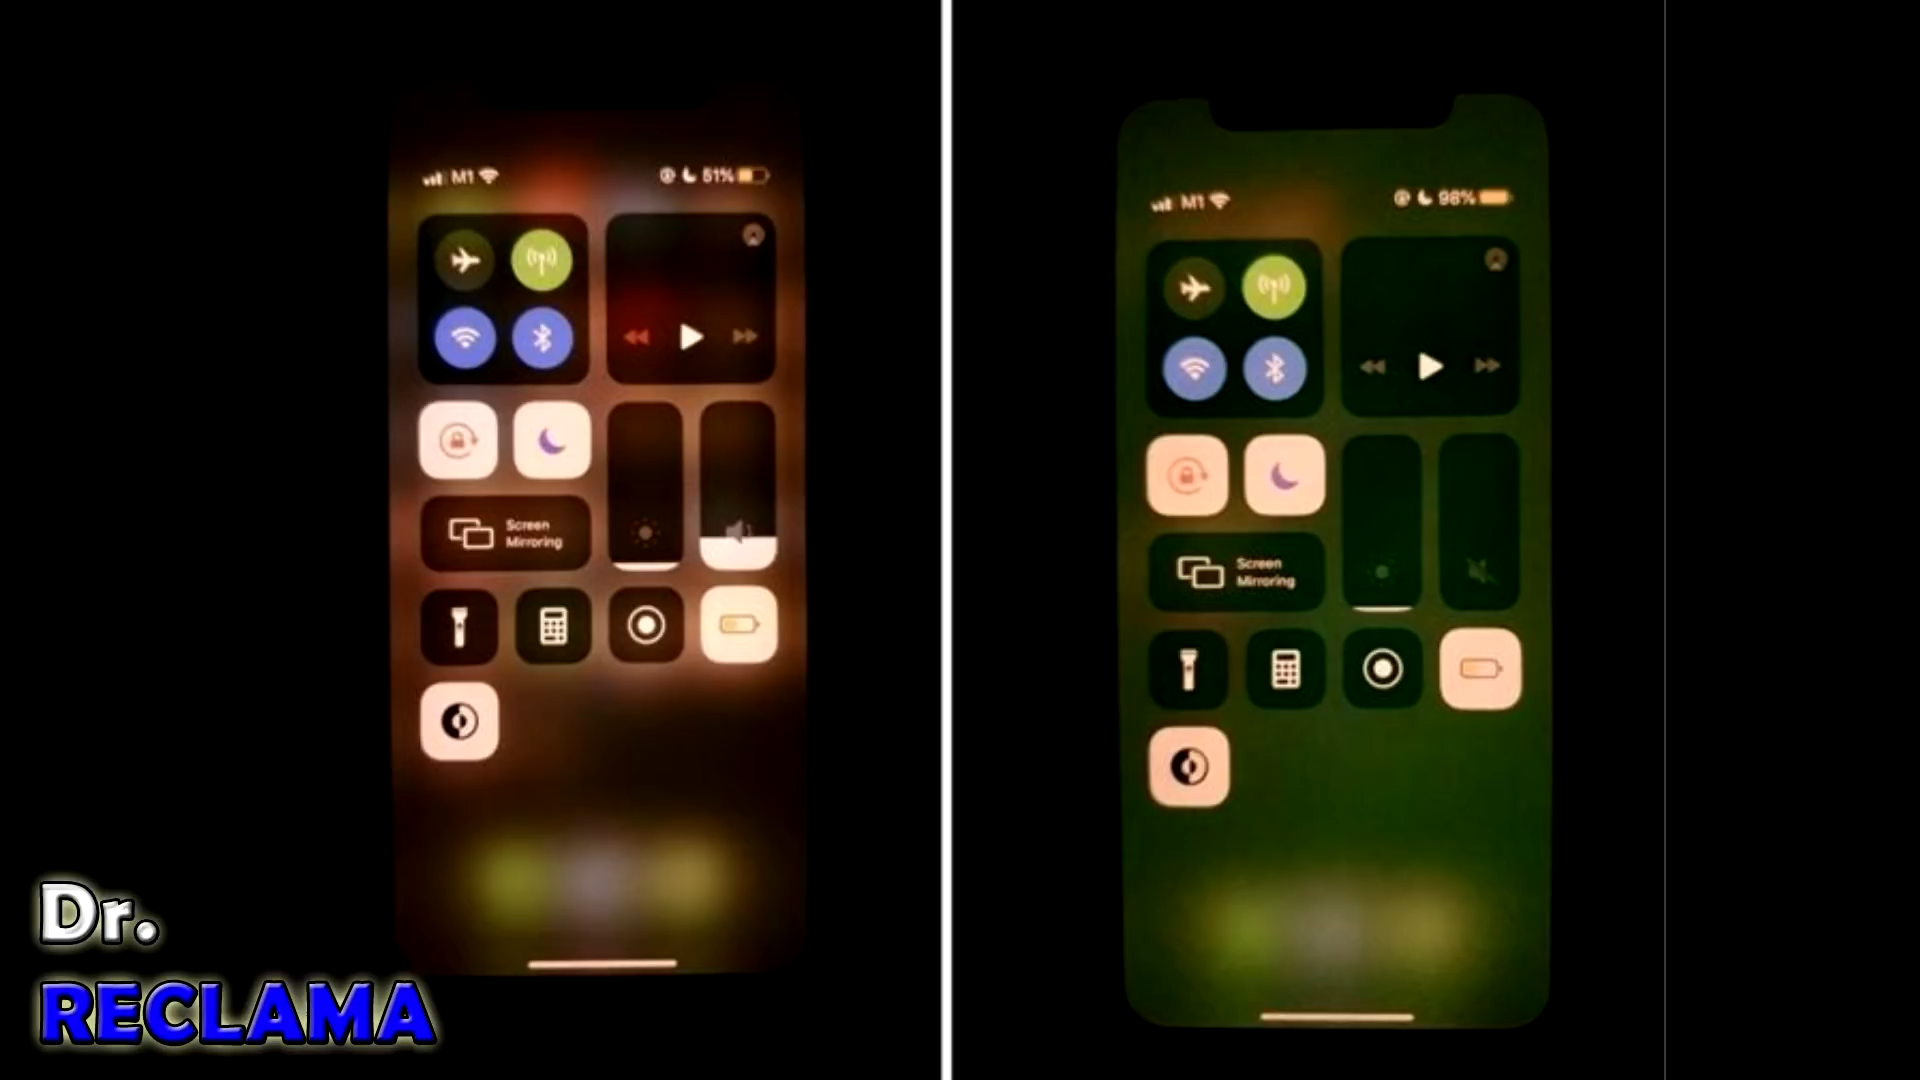 M1 51%
Screen
Mirroring
M1 98%
Screen
Mirroring
Dr.
RECLAMA